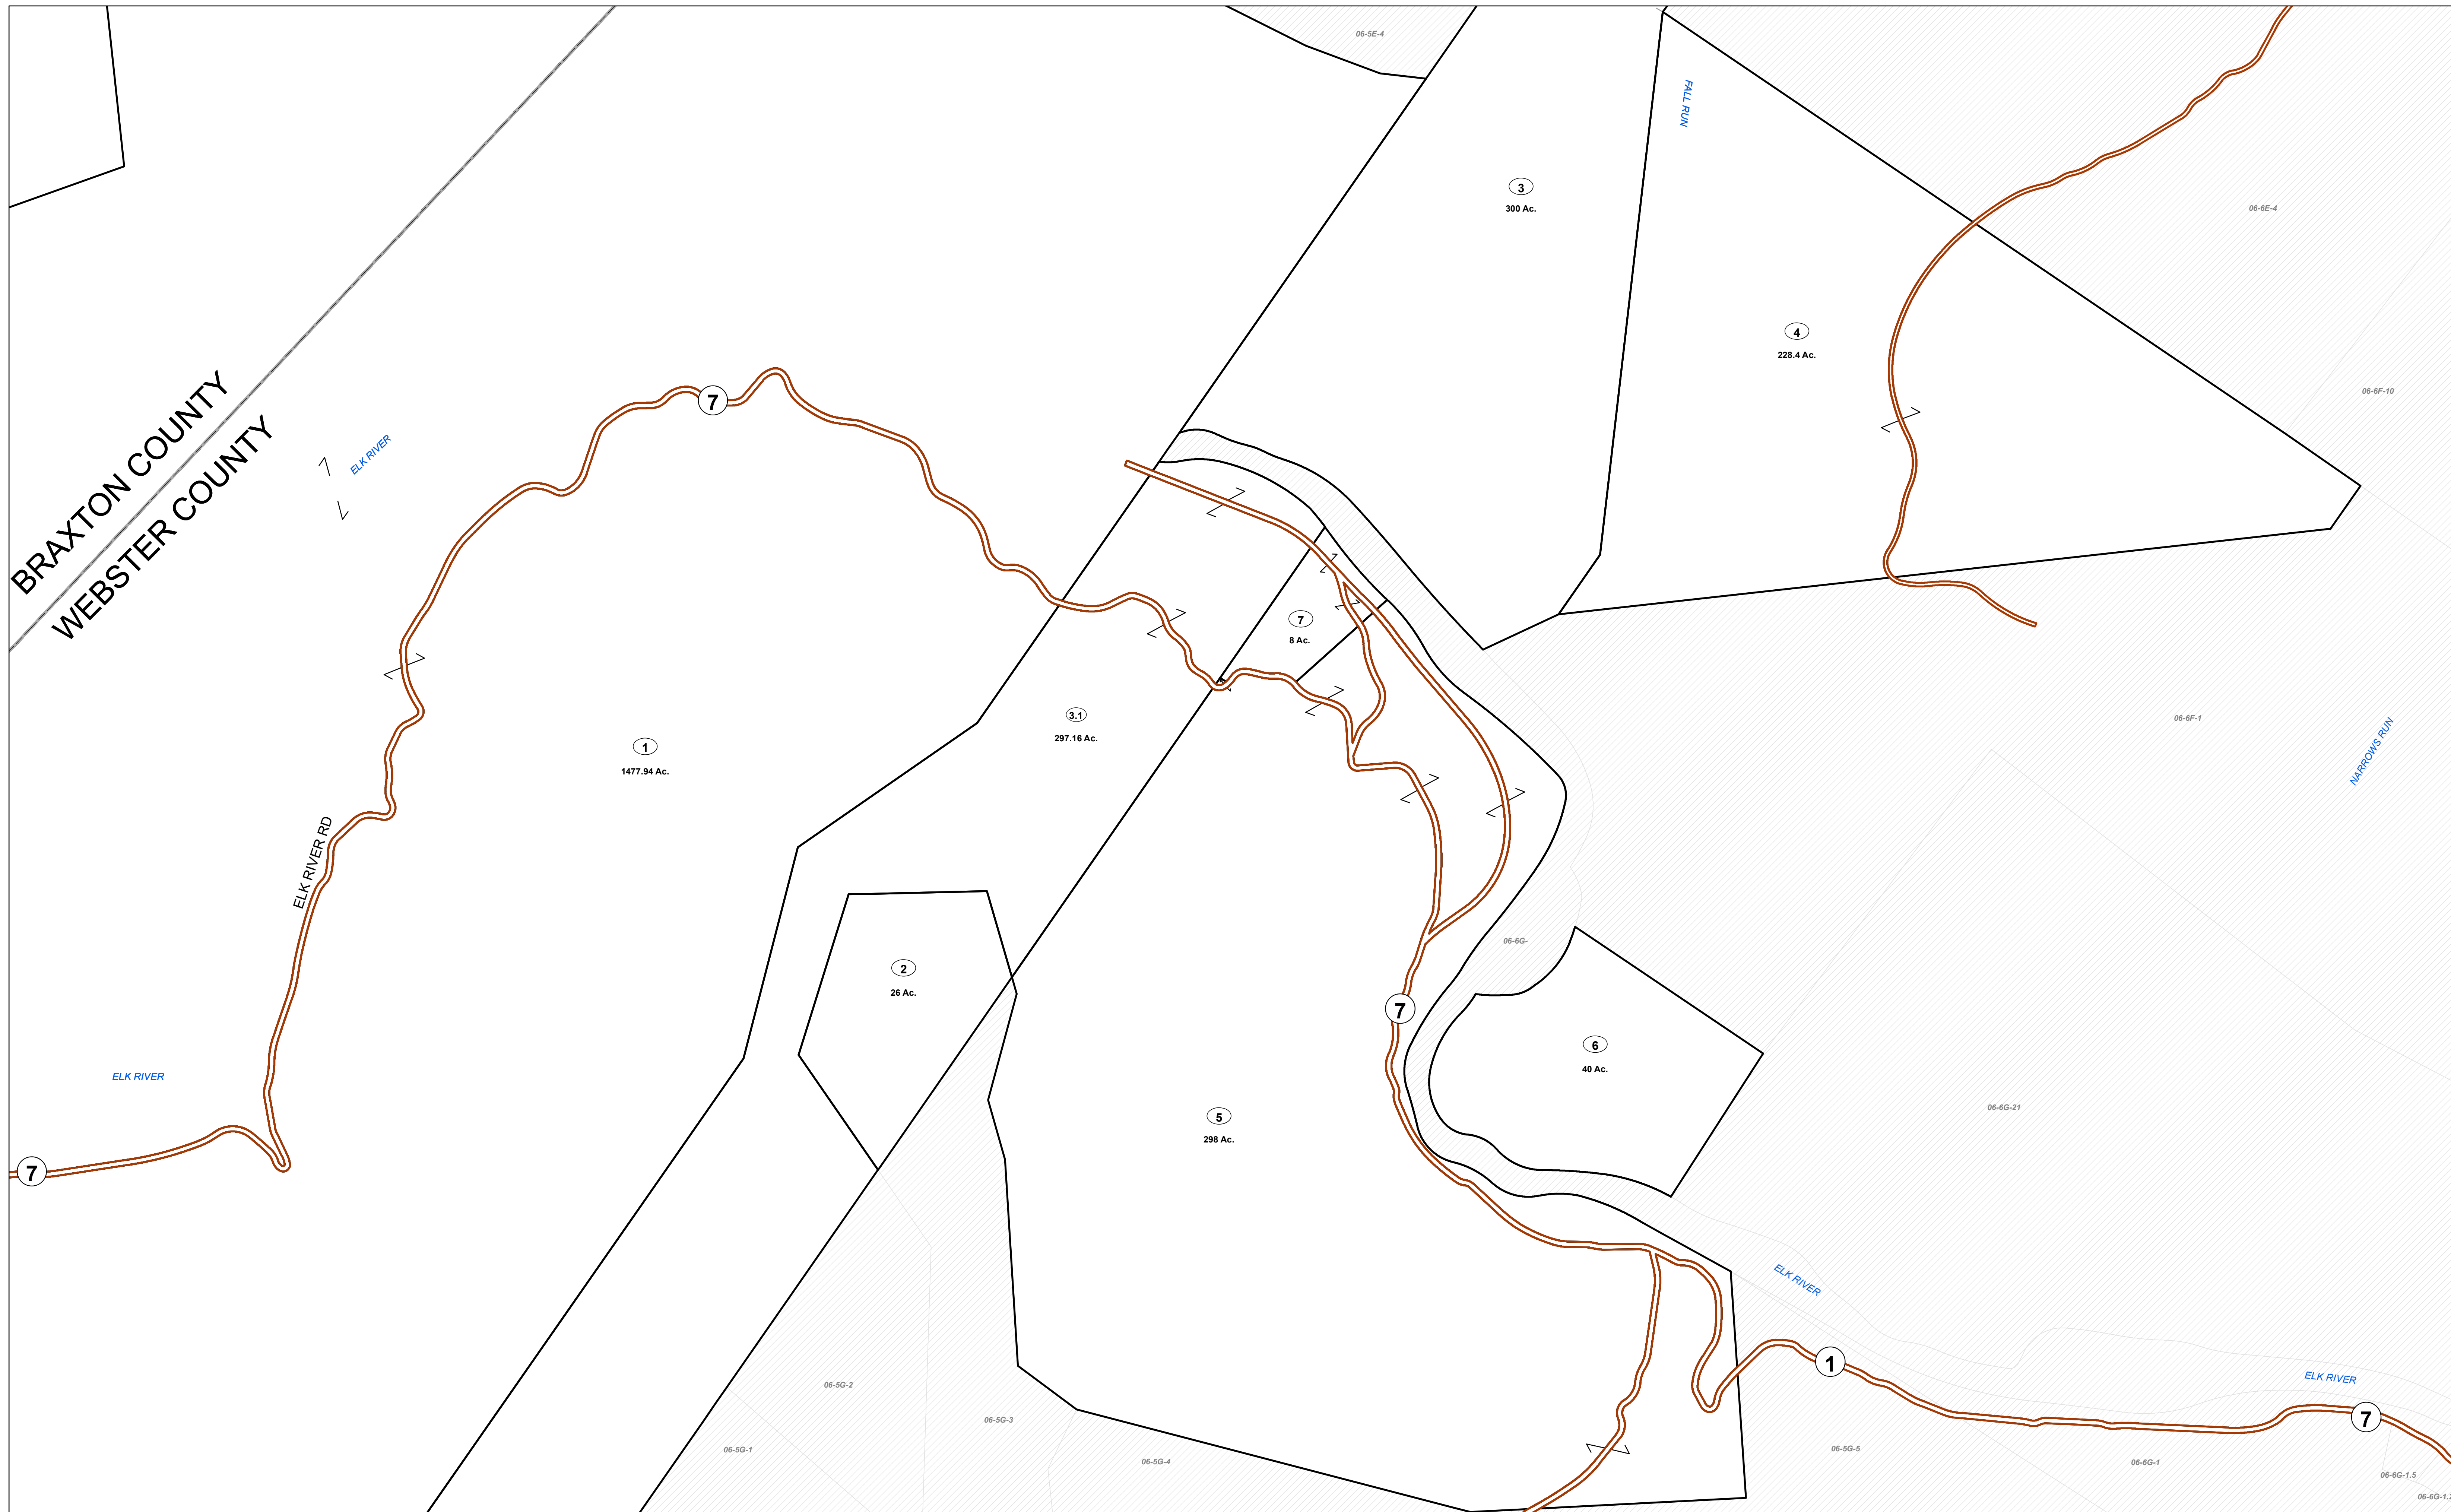 06-5E-4
FALL RUN
3
300 Ac.
06-6E-4
4
228.4 Ac.
BRAXTON COUNTY
WEBSTER COUNTY
ELK RIVER
7
06-6F-10
7
8 Ac.
3.1
297.16 Ac.
1
1477.94 Ac.
06-6F-1
NARROWS RUN
ELK RIVER RD
06-6G-
2
26 Ac.
7
6
40 Ac.
ELK RIVER
5
298 Ac.
06-6G-21
7
ELK RIVER
1
ELK RIVER
06-5G-2
7
06-5G-3
06-5G-1
06-5G-4
06-5G-5
06-6G-1
06-6G-1.5